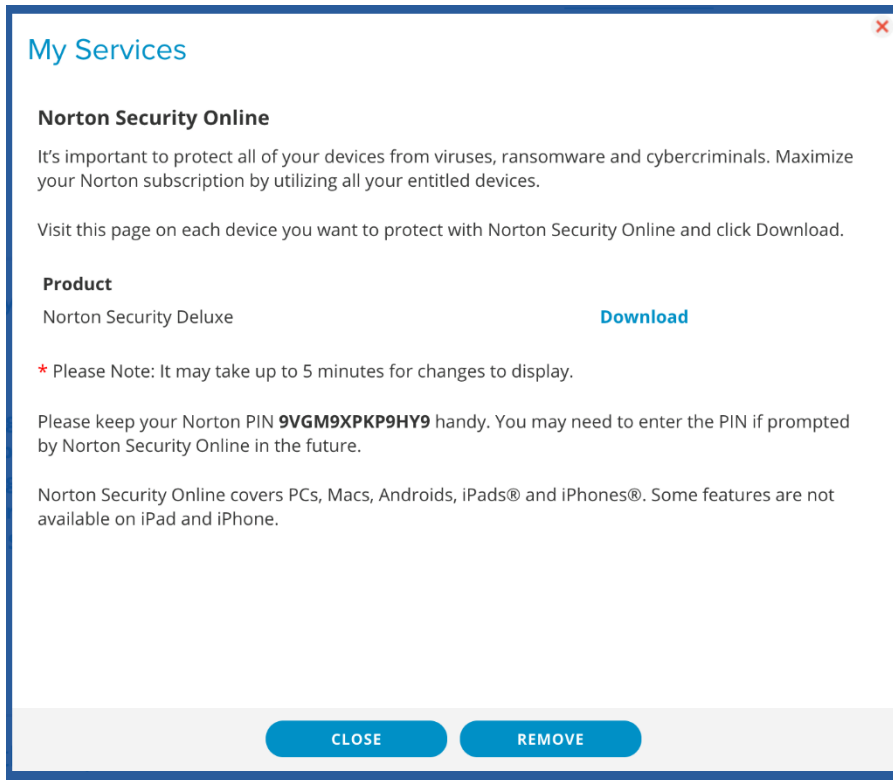 My Services
Norton Security Online
It’s important to protect all of your devices from viruses, ransomware and cybercriminals. Maximize
your Norton subscription by utilizing all your entitled devices.
Visit this page on each device you want to protect with Norton Security Online and click Download.
Product
Norton Security Deluxe Download
* Please Note: It may take up to 5 minutes for changes to display.
Please keep your Norton PIN 9VGM9XPKP9HY9 handy. You may need to enter the PIN if prompted
by Norton Security Online in the future.
Norton Security Online covers PCs, Macs, Androids, iPads® and iPhones®. Some features are not
available on iPad and iPhone.
CLOSE REMOVE